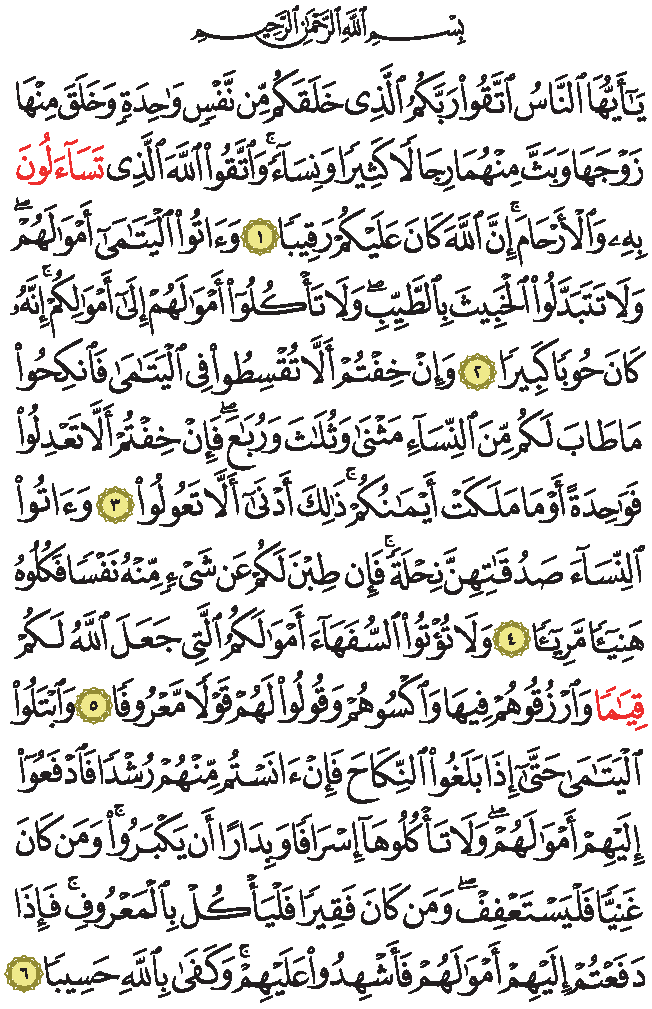 بِسْمِ ٱللَّهِ ٱلرَّحْمَٰنِ ٱلرَّحِيمِ
يَٰٓأَيُّهَا ٱلنَّاسُ ٱتَّقُوا۟ رَبَّكُمُ ٱلَّذِى خَلَقَكُم مِّن نَّفْسٍ وَٰحِدَةٍ وَخَلَقَ مِنْهَا
زَوْجَهَا وَبَثَّ مِنْهُمَا رِجَالًا كَثِيرًا وَنِسَآءً ۚ وَٱتَّقُوا۟ ٱللَّهَ ٱلَّذِى تَسَّآءَلُونَ
بِهِۦ وَٱلْأَرْحَامَ ۚ إِنَّ ٱللَّهَ كَانَ عَلَيْكُمْ رَقِيبًا ١ وَءَاتُوا۟ ٱلْيَتَٰمَىٰٓ أَمْوَٰلَهُمْ ۖ
وَلَا تَتَبَدَّلُوا۟ ٱلْخَبِيثَ بِٱلطَّيِّبِ ۖ وَلَا تَأْكُلُوٓا۟ أَمْوَٰلَهُمْ إِلَىٰٓ أَمْوَٰلِكُمْ ۚ إِنَّهُۥ
كَانَ حُوبًا كَبِيرًا ٢ وَإِنْ خِفْتُمْ أَلَّا تُقْسِطُوا۟ فِى ٱلْيَتَٰمَىٰ فَٱنكِحُوا۟
مَا طَابَ لَكُم مِّنَ ٱلنِّسَآءِ مَثْنَىٰ وَثُلَٰثَ وَرُبَٰعَ ۖ فَإِنْ خِفْتُمْ أَلَّا تَعْدِلُوا۟
فَوَٰحِدَةً أَوْ مَا مَلَكَتْ أَيْمَٰنُكُمْ ۚ ذَٰلِكَ أَدْنَىٰٓ أَلَّا تَعُولُوا۟ ٣ وَءَاتُوا۟
ٱلنِّسَآءَ صَدُقَٰتِهِنَّ نِحْلَةً ۚ فَإِن طِبْنَ لَكُمْ عَن شَىْءٍ مِّنْهُ نَفْسًا فَكُلُوهُ
هَنِيٓـًٔا مَّرِيٓـًٔا ٤ وَلَا تُؤْتُوا۟ ٱلسُّفَهَآءَ أَمْوَٰلَكُمُ ٱلَّتِى جَعَلَ ٱللَّهُ لَكُمْ
قِيَٰمًا وَٱرْزُقُوهُمْ فِيهَا وَٱكْسُوهُمْ وَقُولُوا۟ لَهُمْ قَوْلًا مَّعْرُوفًا ٥ وَٱبْتَلُوا۟
ٱلْيَتَٰمَىٰ حَتَّىٰٓ إِذَا بَلَغُوا۟ ٱلنِّكَاحَ فَإِنْ ءَانَسْتُم مِّنْهُمْ رُشْدًا فَٱدْفَعُوٓا۟
إِلَيْهِمْ أَمْوَٰلَهُمْ ۖ وَلَا تَأْكُلُوهَآ إِسْرَافًا وَبِدَارًا أَن يَكْبَرُوا۟ ۚ وَمَن كَانَ
غَنِيًّا فَلْيَسْتَعْفِفْ ۖ وَمَن كَانَ فَقِيرًا فَلْيَأْكُلْ بِٱلْمَعْرُوفِ ۚ فَإِذَا
دَفَعْتُمْ إِلَيْهِمْ أَمْوَٰلَهُمْ فَأَشْهِدُوا۟ عَلَيْهِمْ ۚ وَكَفَىٰ بِٱللَّهِ حَسِيبًا ٦